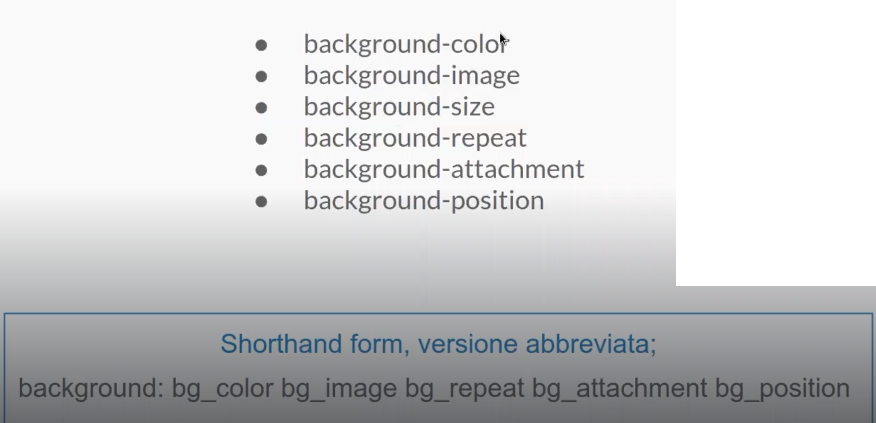 ● background-color
● background-image
● background-size
● background-repeat
● background-attachment
● background-position
Shorthand form, versione abbreviata;
background: bg_color bg_image bg_repeat bg_attachment bg_position